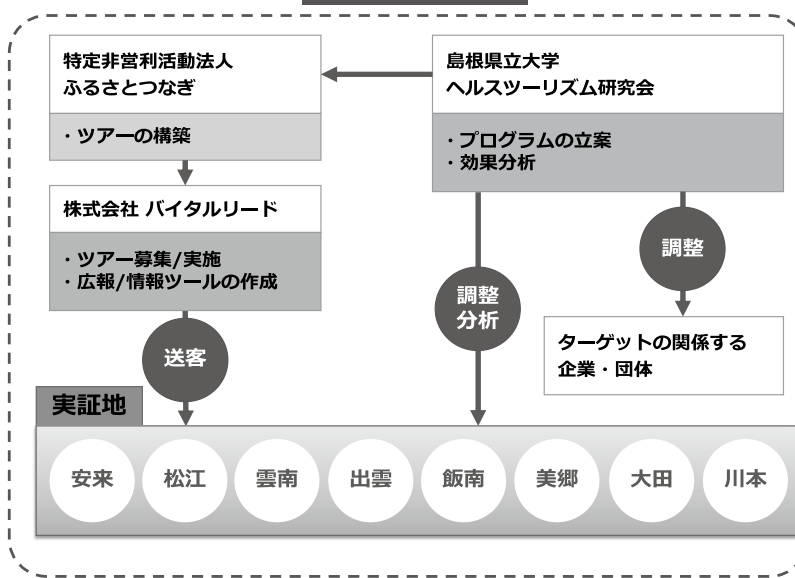 特定非営利活動法人
ふるさとつなぎ
・ツアーの構築
島根県立大学
ヘルスツーリズム研究会
・プログラムの立案
・効果分析
株式会社 バイタルリード
・ツアー募集/実施
・広報/情報ツールの作成
調整
調整
分析
送客
ターゲットの関係する
企業・団体
実証地
安来
松江
雲南
出雲
飯南
美郷
大田
川本